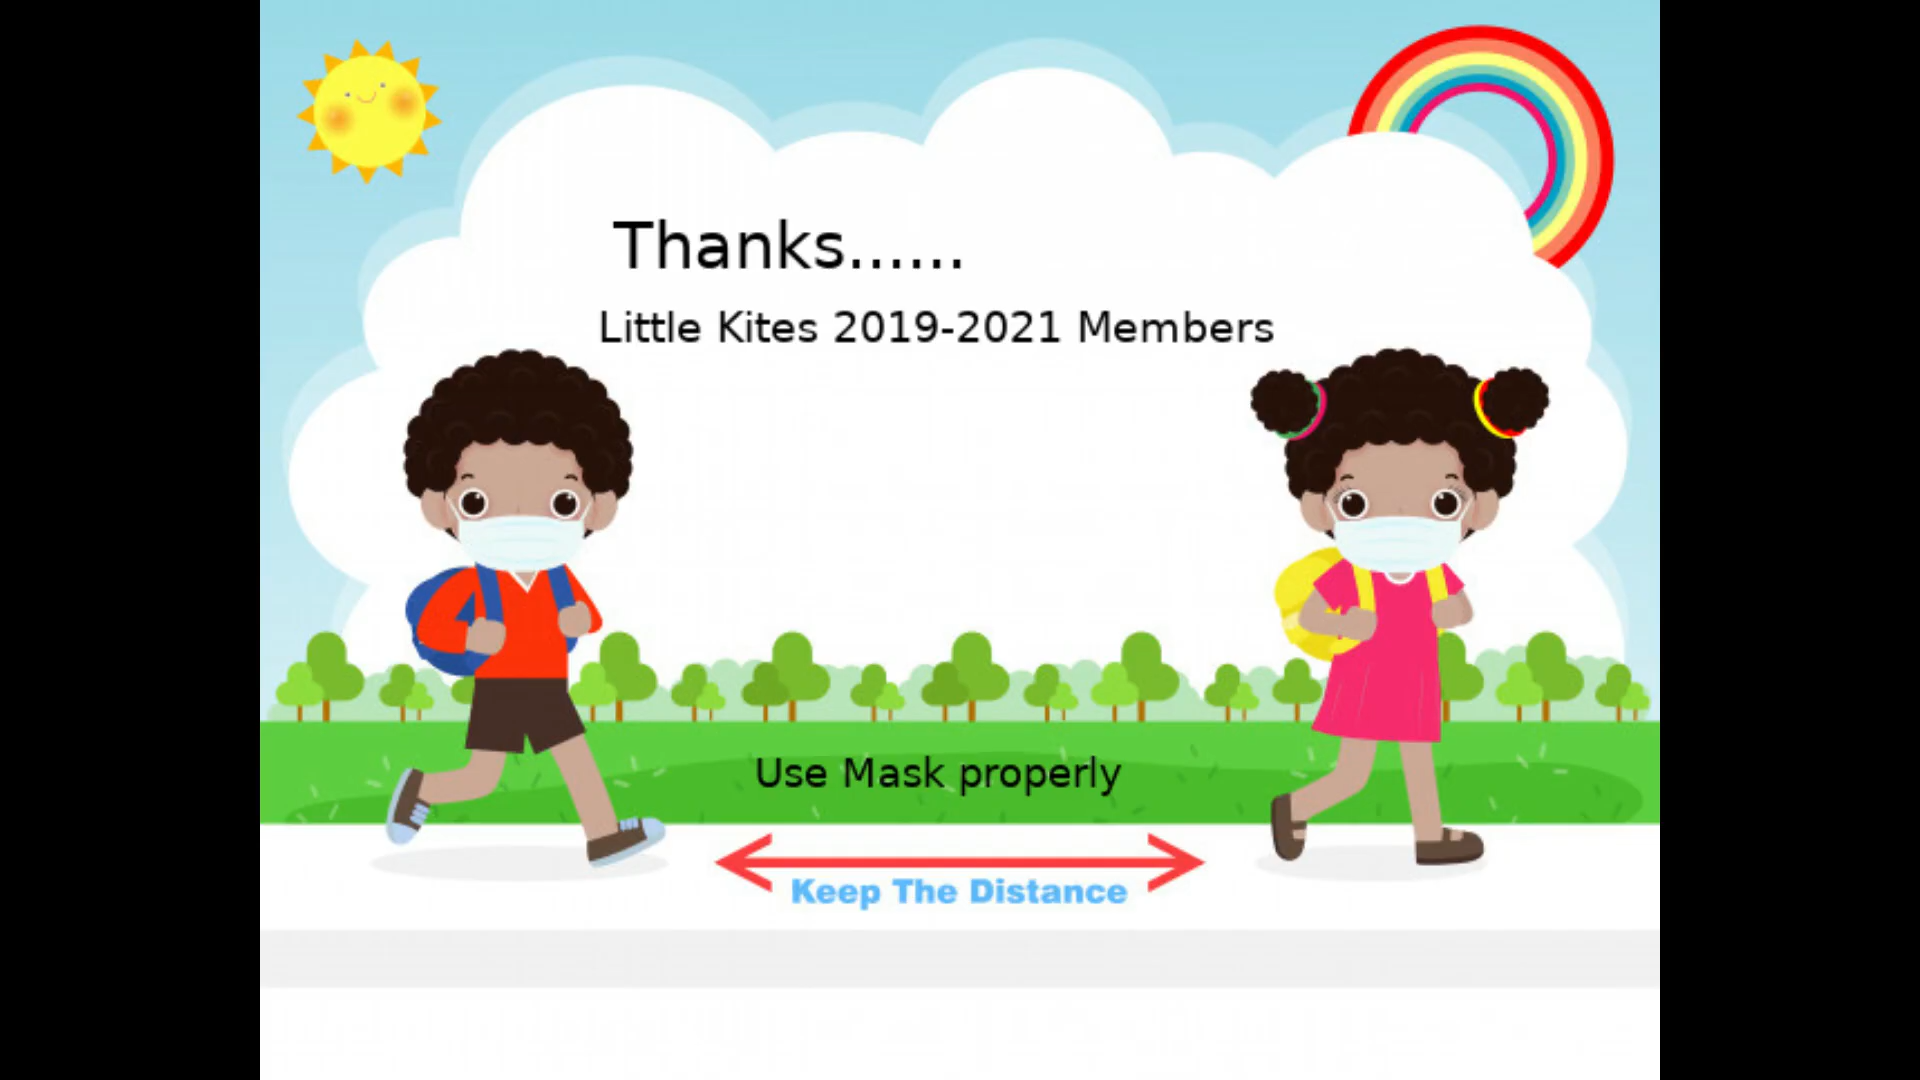 Thanks......
Little Kites 2019-2021 Members
Use Mask properly
Keep The Distance